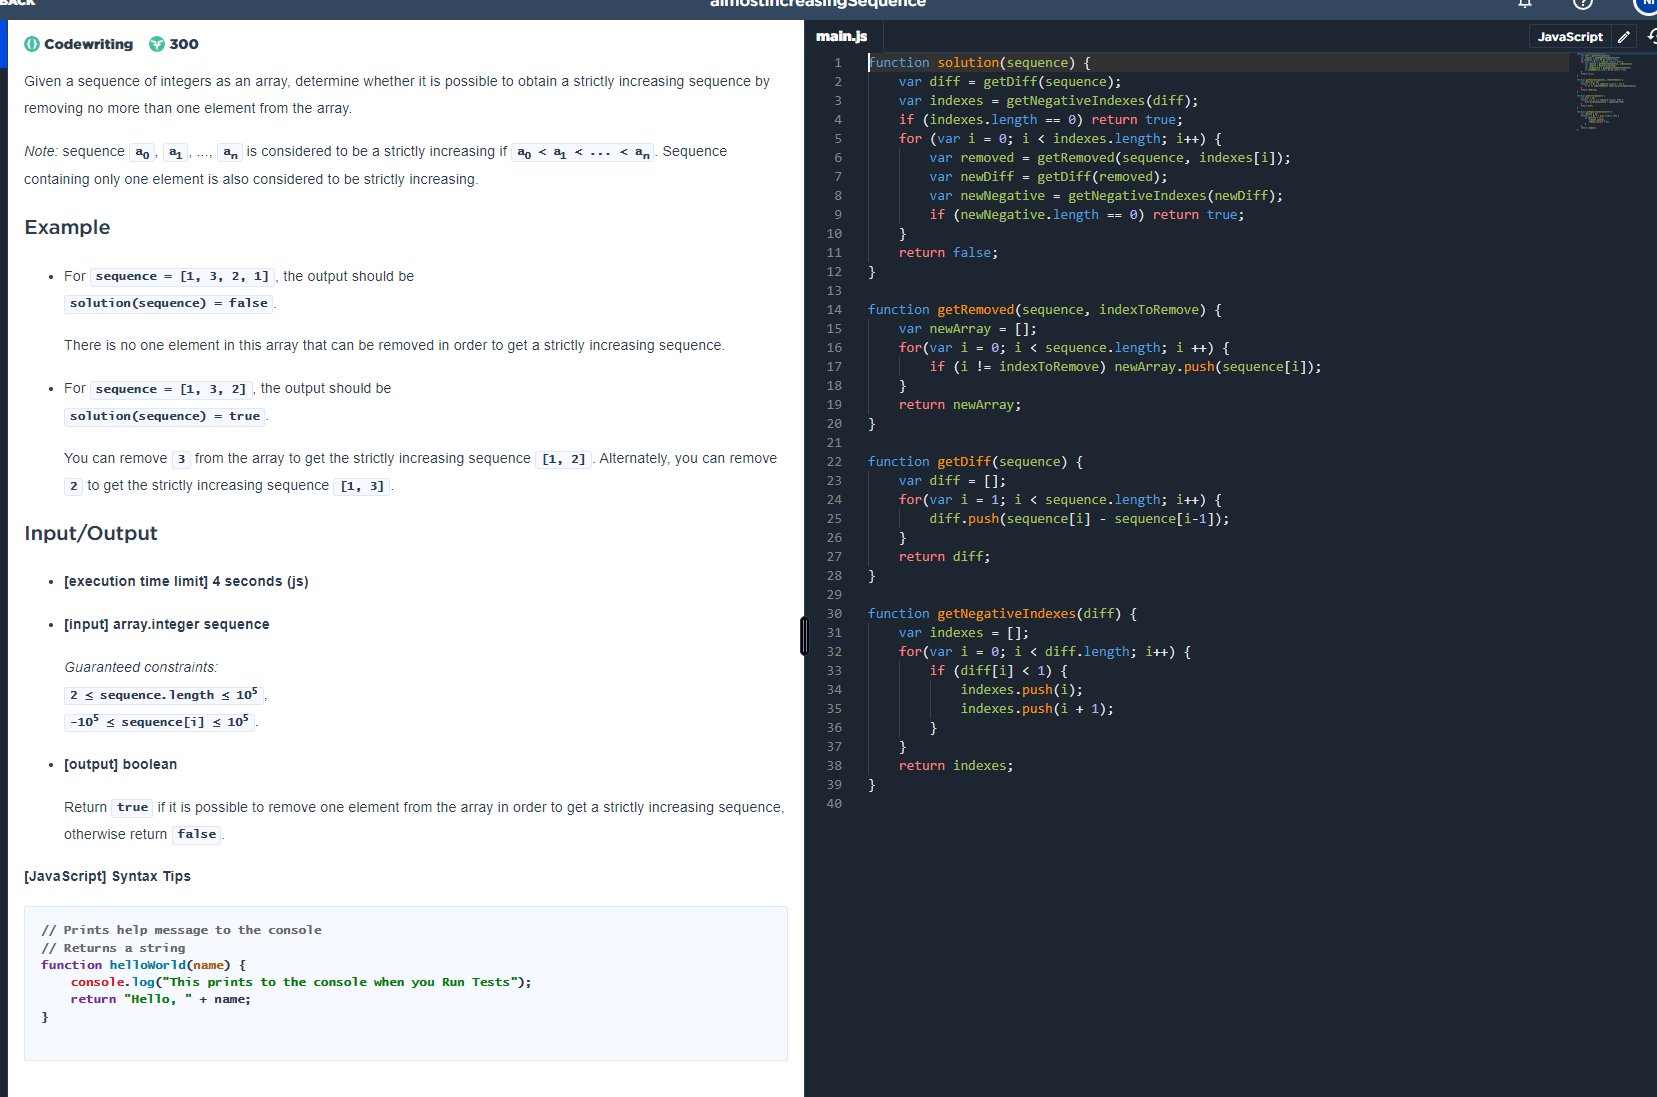 BACK
almostIncreasingSequence
Codewriting 300
Given a sequence of integers as an array, determine whether it is possible to obtain a strictly increasing sequence by
removing no more than one element from the array.
Note: sequence a0, a1, ..., an is considered to be a strictly increasing if a0 < a1 < ... < an. Sequence
containing only one element is also considered to be strictly increasing.
Example
• For sequence = [1, 3, 2, 1], the output should be
solution(sequence) = false.
There is no one element in this array that can be removed in order to get a strictly increasing sequence.
• For sequence = [1, 3, 2], the output should be
solution(sequence) = true.
You can remove 3 from the array to get the strictly increasing sequence [1, 2]. Alternately, you can remove
2 to get the strictly increasing sequence [1, 3].
Input/Output
• [execution time limit] 4 seconds (js)
• [input] array.integer sequence
Guaranteed constraints:
2 ≤ sequence.length ≤ 10⁵,
-10⁵ ≤ sequence[i] ≤ 10⁵.
• [output] boolean
Return true if it is possible to remove one element from the array in order to get a strictly increasing sequence,
otherwise return false.
[JavaScript] Syntax Tips
// Prints help message to the console
// Returns a string
function helloWorld(name) {
    console.log("This prints to the console when you Run Tests");
    return "Hello, " + name;
}
main.js
JavaScript
1 function solution(sequence) {
2     var diff = getDiff(sequence);
3     var indexes = getNegativeIndexes(diff);
4     if (indexes.length == 0) return true;
5     for (var i = 0; i < indexes.length; i++) {
6         var removed = getRemoved(sequence, indexes[i]);
7         var newDiff = getDiff(removed);
8         var newNegative = getNegativeIndexes(newDiff);
9         if (newNegative.length == 0) return true;
10     }
11     return false;
12 }
13
14 function getRemoved(sequence, indexToRemove) {
15     var newArray = [];
16     for(var i = 0; i < sequence.length; i ++) {
17         if (i != indexToRemove) newArray.push(sequence[i]);
18     }
19     return newArray;
20 }
21
22 function getDiff(sequence) {
23     var diff = [];
24     for(var i = 1; i < sequence.length; i++) {
25         diff.push(sequence[i] - sequence[i-1]);
26     }
27     return diff;
28 }
29
30 function getNegativeIndexes(diff) {
31     var indexes = [];
32     for(var i = 0; i < diff.length; i++) {
33         if (diff[i] < 1) {
34             indexes.push(i);
35             indexes.push(i + 1);
36         }
37     }
38     return indexes;
39 }
40